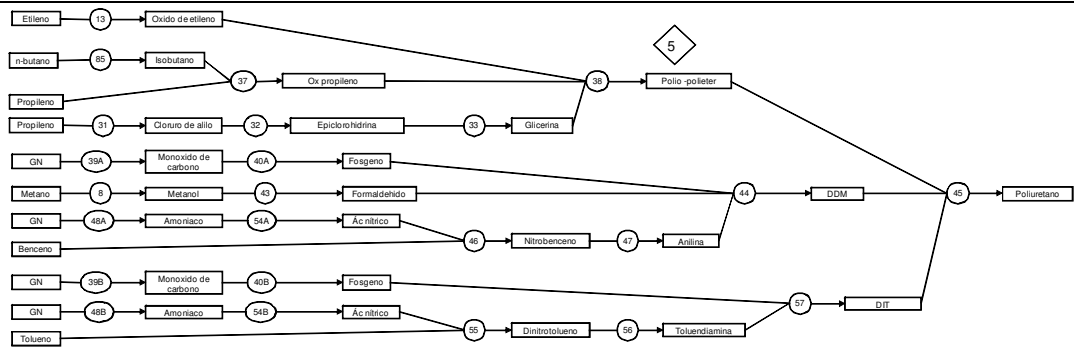 Etileno 13 Oxido de etileno
5
n-butano 85 Isobutano
37 Ox propileno 38 Polio -polieter
Propileno
Propileno 31 Cloruro de alilo 32 Epiclorohidrina 33 Glicerina
GN 39A Monoxido de carbono 40A Fosgeno
Metano 8 Metanol 43 Formaldehido 44 DDM 45 Poliuretano
GN 48A Amoniaco 54A Ác nítrico
46 Nitrobenceno 47 Anilina
Benceno
GN 39B Monoxido de carbono 40B Fosgeno
57 DIT
GN 48B Amoniaco 54B Ác nítrico
55 Dinitrotolueno 56 Toluendiamina
Tolueno